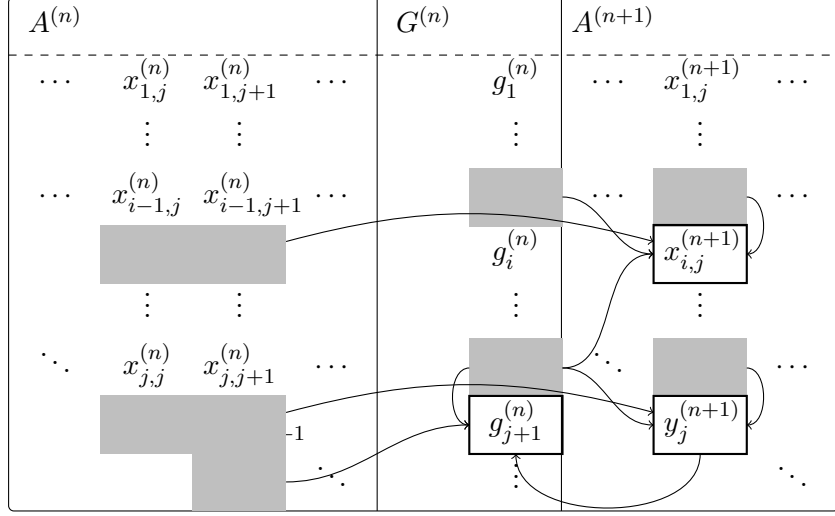 A^{(n)} G^{(n)} A^{(n+1)}
⋯ x_{1,j}^{(n)} x_{1,j+1}^{(n)} ⋯ g_1^{(n)} ⋯ x_{1,j}^{(n+1)} ⋯
⋮ ⋮ ⋮ ⋮
⋯ x_{i-1,j}^{(n)} x_{i-1,j+1}^{(n)} ⋯ ⋯ ⋯
g_i^{(n)} x_{i,j}^{(n+1)}
⋮ ⋮ ⋮ ⋮
⋱ x_{j,j}^{(n)} x_{j,j+1}^{(n)} ⋯ ⋱ ⋯
g_{j+1}^{(n)} y_j^{(n+1)}
⋱ ⋮ ⋱